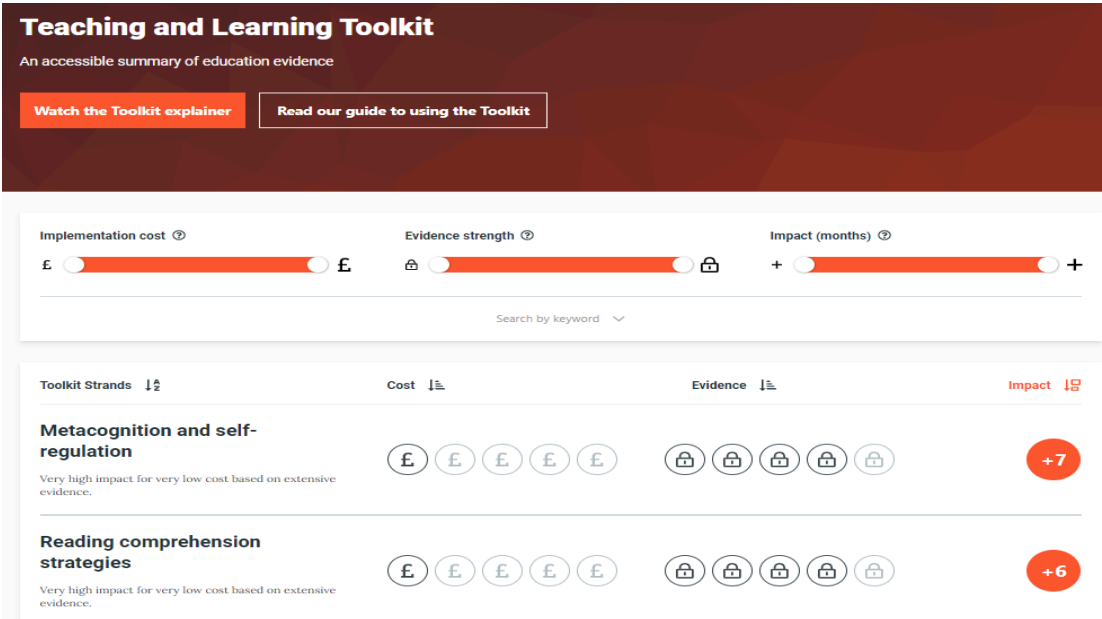 Teaching and Learning Toolkit
An accessible summary of education evidence
Watch the Toolkit explainer Read our guide to using the Toolkit
Implementation cost ? Evidence strength ? Impact (months) ?
£ £ + +
Search by keyword
Toolkit Strands Cost Evidence Impact
Metacognition and self-
regulation
£ £ £ £ £ +7
Very high impact for very low cost based on extensive
evidence.
Reading comprehension
strategies
£ £ £ £ £ +6
Very high impact for very low cost based on extensive
evidence.